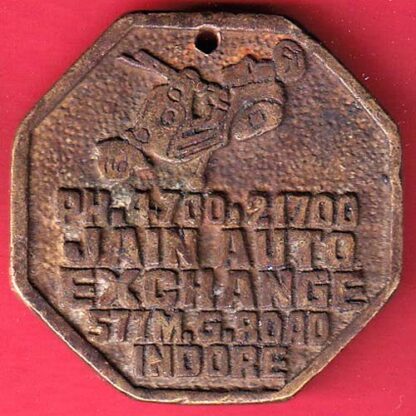 PH. 4700, 21700
JAIN AUTO
EXCHANGE
57 M.G. ROAD
INDORE